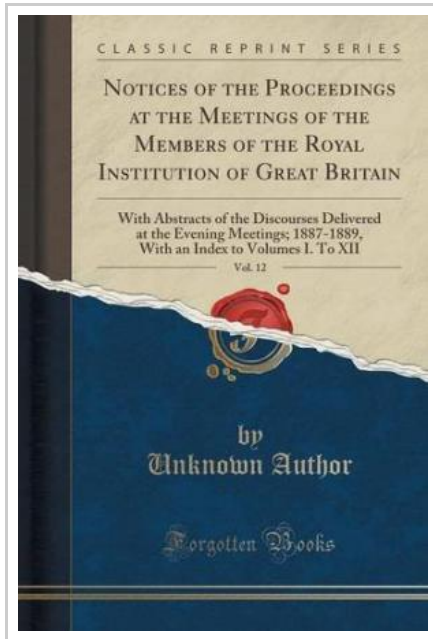 CLASSIC REPRINT SERIES
NOTICES OF THE PROCEEDINGS
AT THE MEETINGS OF THE
MEMBERS OF THE ROYAL
INSTITUTION OF GREAT BRITAIN
With Abstracts of the Discourses Delivered
at the Evening Meetings; 1887-1889,
With an Index to Volumes I. To XII
Vol. 12
by
Unknown Author
Forgotten Books